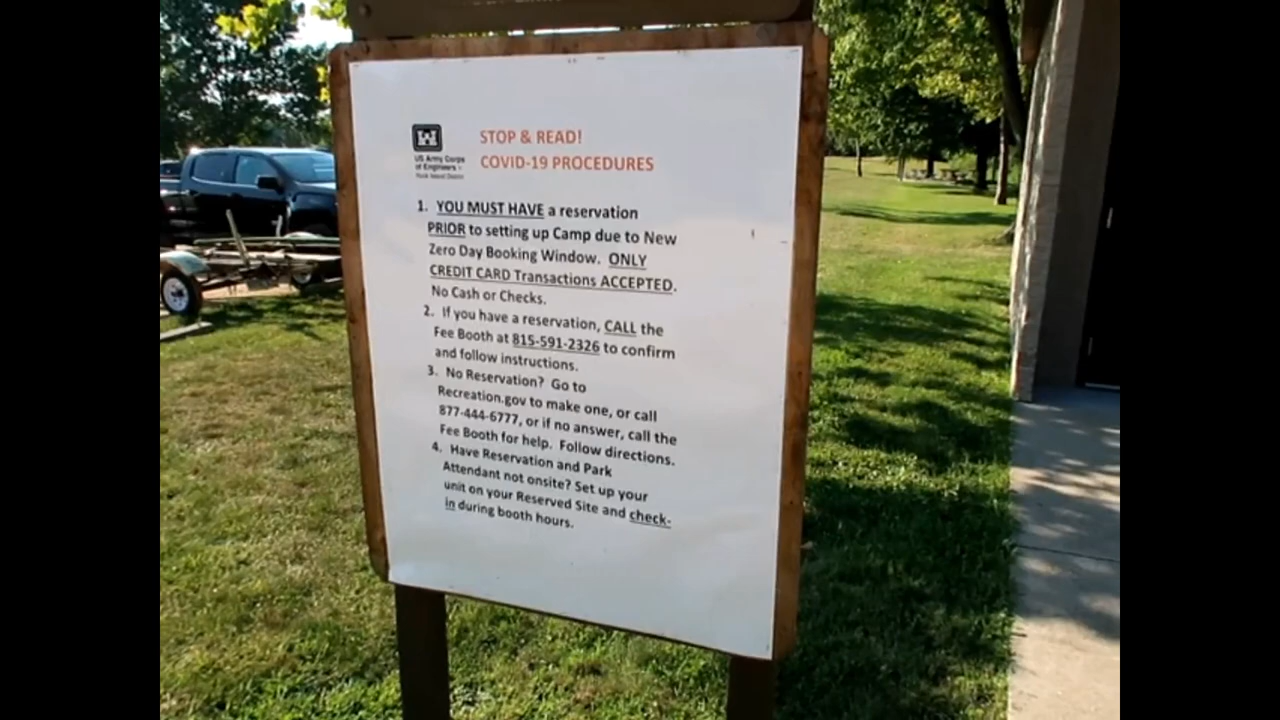 STOP & READ!
COVID-19 PROCEDURES
US Army Corps
of Engineers
Rock Island District
1. YOU MUST HAVE a reservation
PRIOR to setting up Camp due to New
Zero Day Booking Window. ONLY
CREDIT CARD Transactions ACCEPTED.
No Cash or Checks.
2. If you have a reservation, CALL the
Fee Booth at 815-591-2326 to confirm
and follow instructions.
3. No Reservation? Go to
Recreation.gov to make one, or call
877-444-6777, or if no answer, call the
Fee Booth for help. Follow directions.
4. Have Reservation and Park
Attendant not onsite? Set up your
unit on your Reserved Site and check-
in during booth hours.